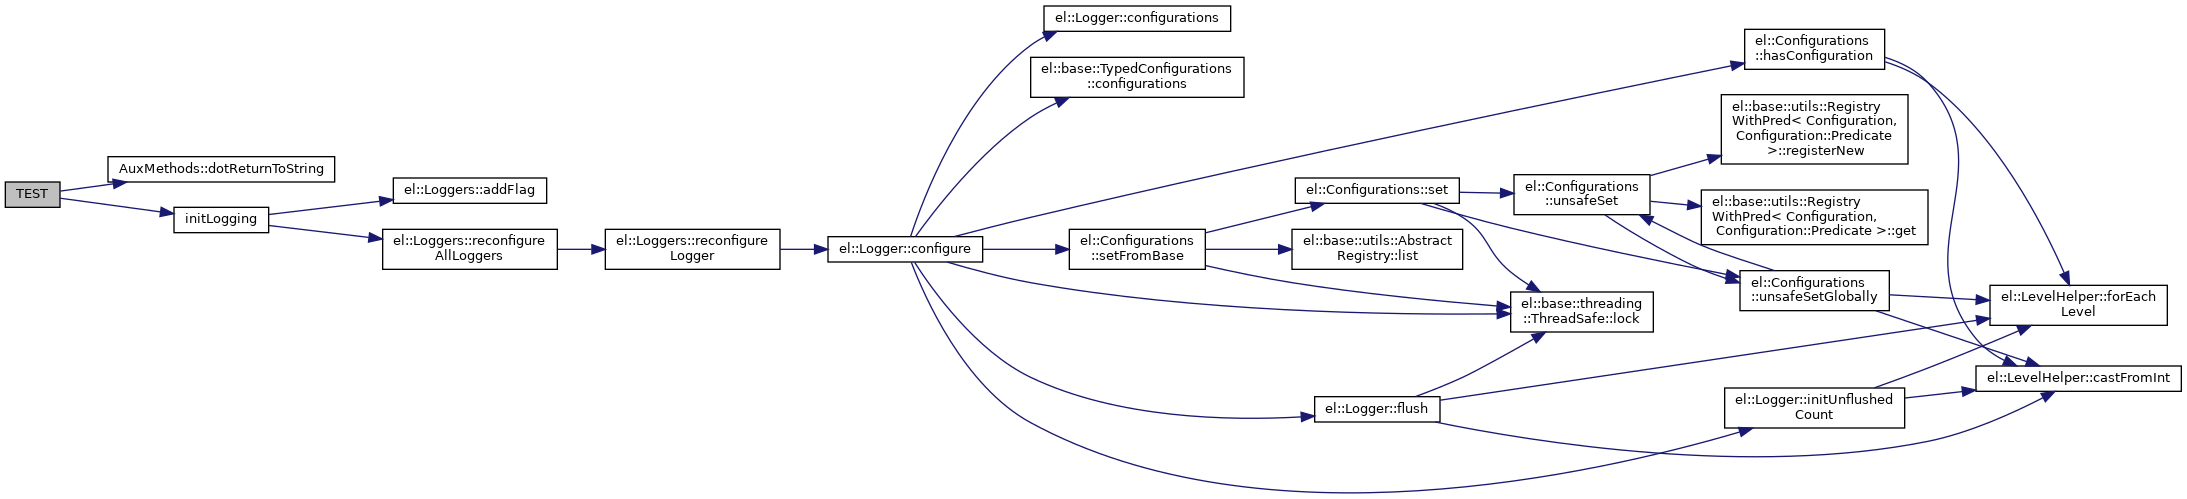 TEST
AuxMethods::dotReturnToString
initLogging
el::Loggers::addFlag
el::Loggers::reconfigure
AllLoggers
el::Loggers::reconfigure
Logger
el::Logger::configure
el::Logger::configurations
el::base::TypedConfigurations
::configurations
el::Configurations
::setFromBase
el::Configurations::set
el::base::utils::Abstract
Registry::list
el::base::threading
::ThreadSafe::lock
el::Logger::flush
el::Configurations
::unsafeSet
el::Configurations
::hasConfiguration
el::base::utils::Registry
WithPred< Configuration,
Configuration::Predicate
>::registerNew
el::base::utils::Registry
WithPred< Configuration,
Configuration::Predicate >::get
el::Configurations
::unsafeSetGlobally
el::Logger::initUnflushed
Count
el::LevelHelper::forEach
Level
el::LevelHelper::castFromInt